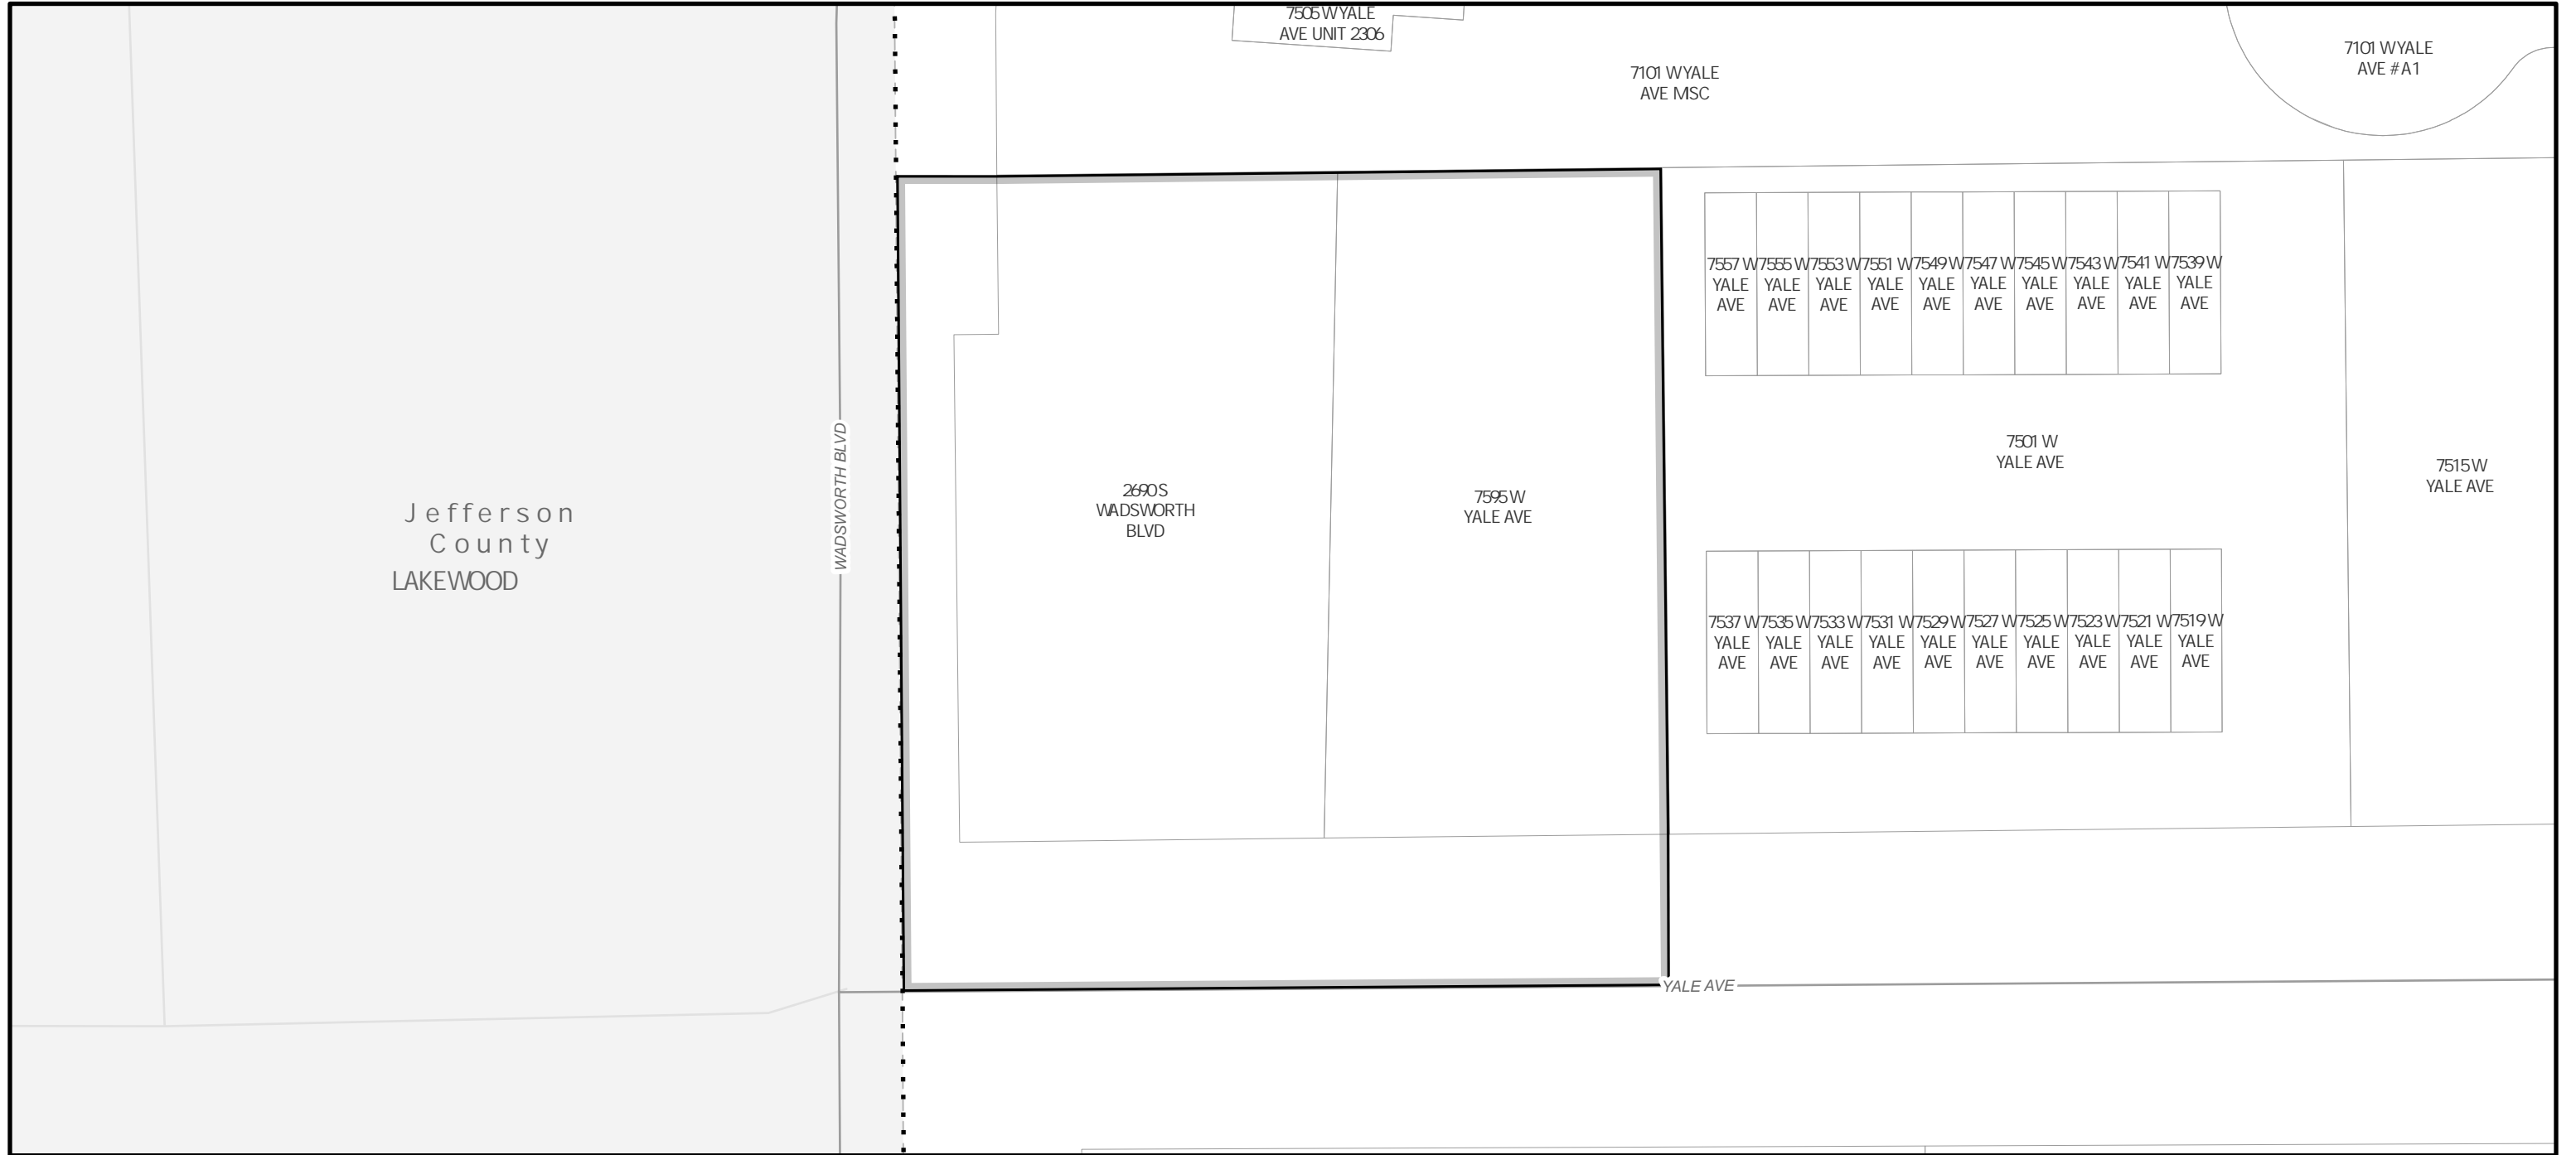 7505 W YALE
AVE UNIT 2306
7101 W YALE
AVE MISC
7101 W YALE
AVE #A1
7557 W
YALE
AVE
7555 W
YALE
AVE
7553 W
YALE
AVE
7551 W
YALE
AVE
7549 W
YALE
AVE
7547 W
YALE
AVE
7545 W
YALE
AVE
7543 W
YALE
AVE
7541 W
YALE
AVE
7539 W
YALE
AVE
WADSWORTH BLVD
Jefferson
County
LAKEWOOD
2690 S
WADSWORTH
BLVD
7595 W
YALE AVE
7501 W
YALE AVE
7515 W
YALE AVE
7537 W
YALE
AVE
7535 W
YALE
AVE
7533 W
YALE
AVE
7531 W
YALE
AVE
7529 W
YALE
AVE
7527 W
YALE
AVE
7525 W
YALE
AVE
7523 W
YALE
AVE
7521 W
YALE
AVE
7519 W
YALE
AVE
YALE AVE